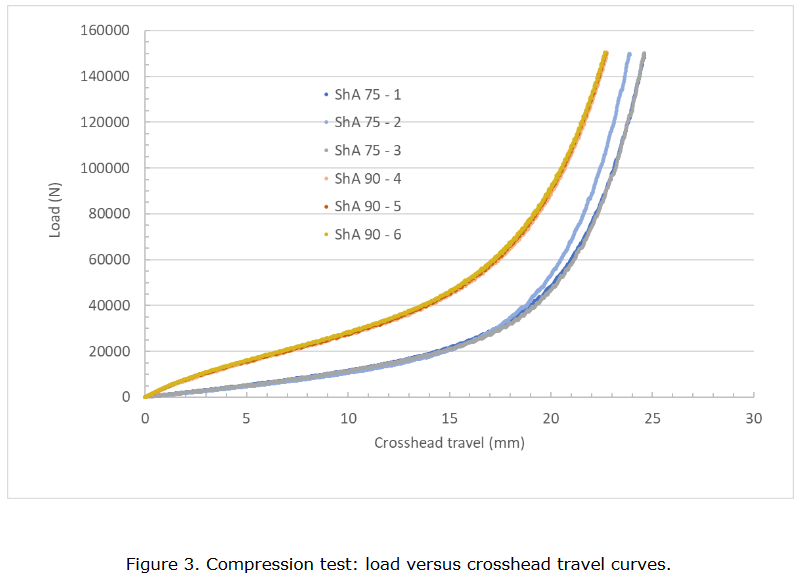 160000
140000
120000
100000
80000
60000
40000
20000
0
Load (N)
ShA 75 - 1
ShA 75 - 2
ShA 75 - 3
ShA 90 - 4
ShA 90 - 5
ShA 90 - 6
0 5 10 15 20 25 30
Crosshead travel (mm)
Figure 3. Compression test: load versus crosshead travel curves.